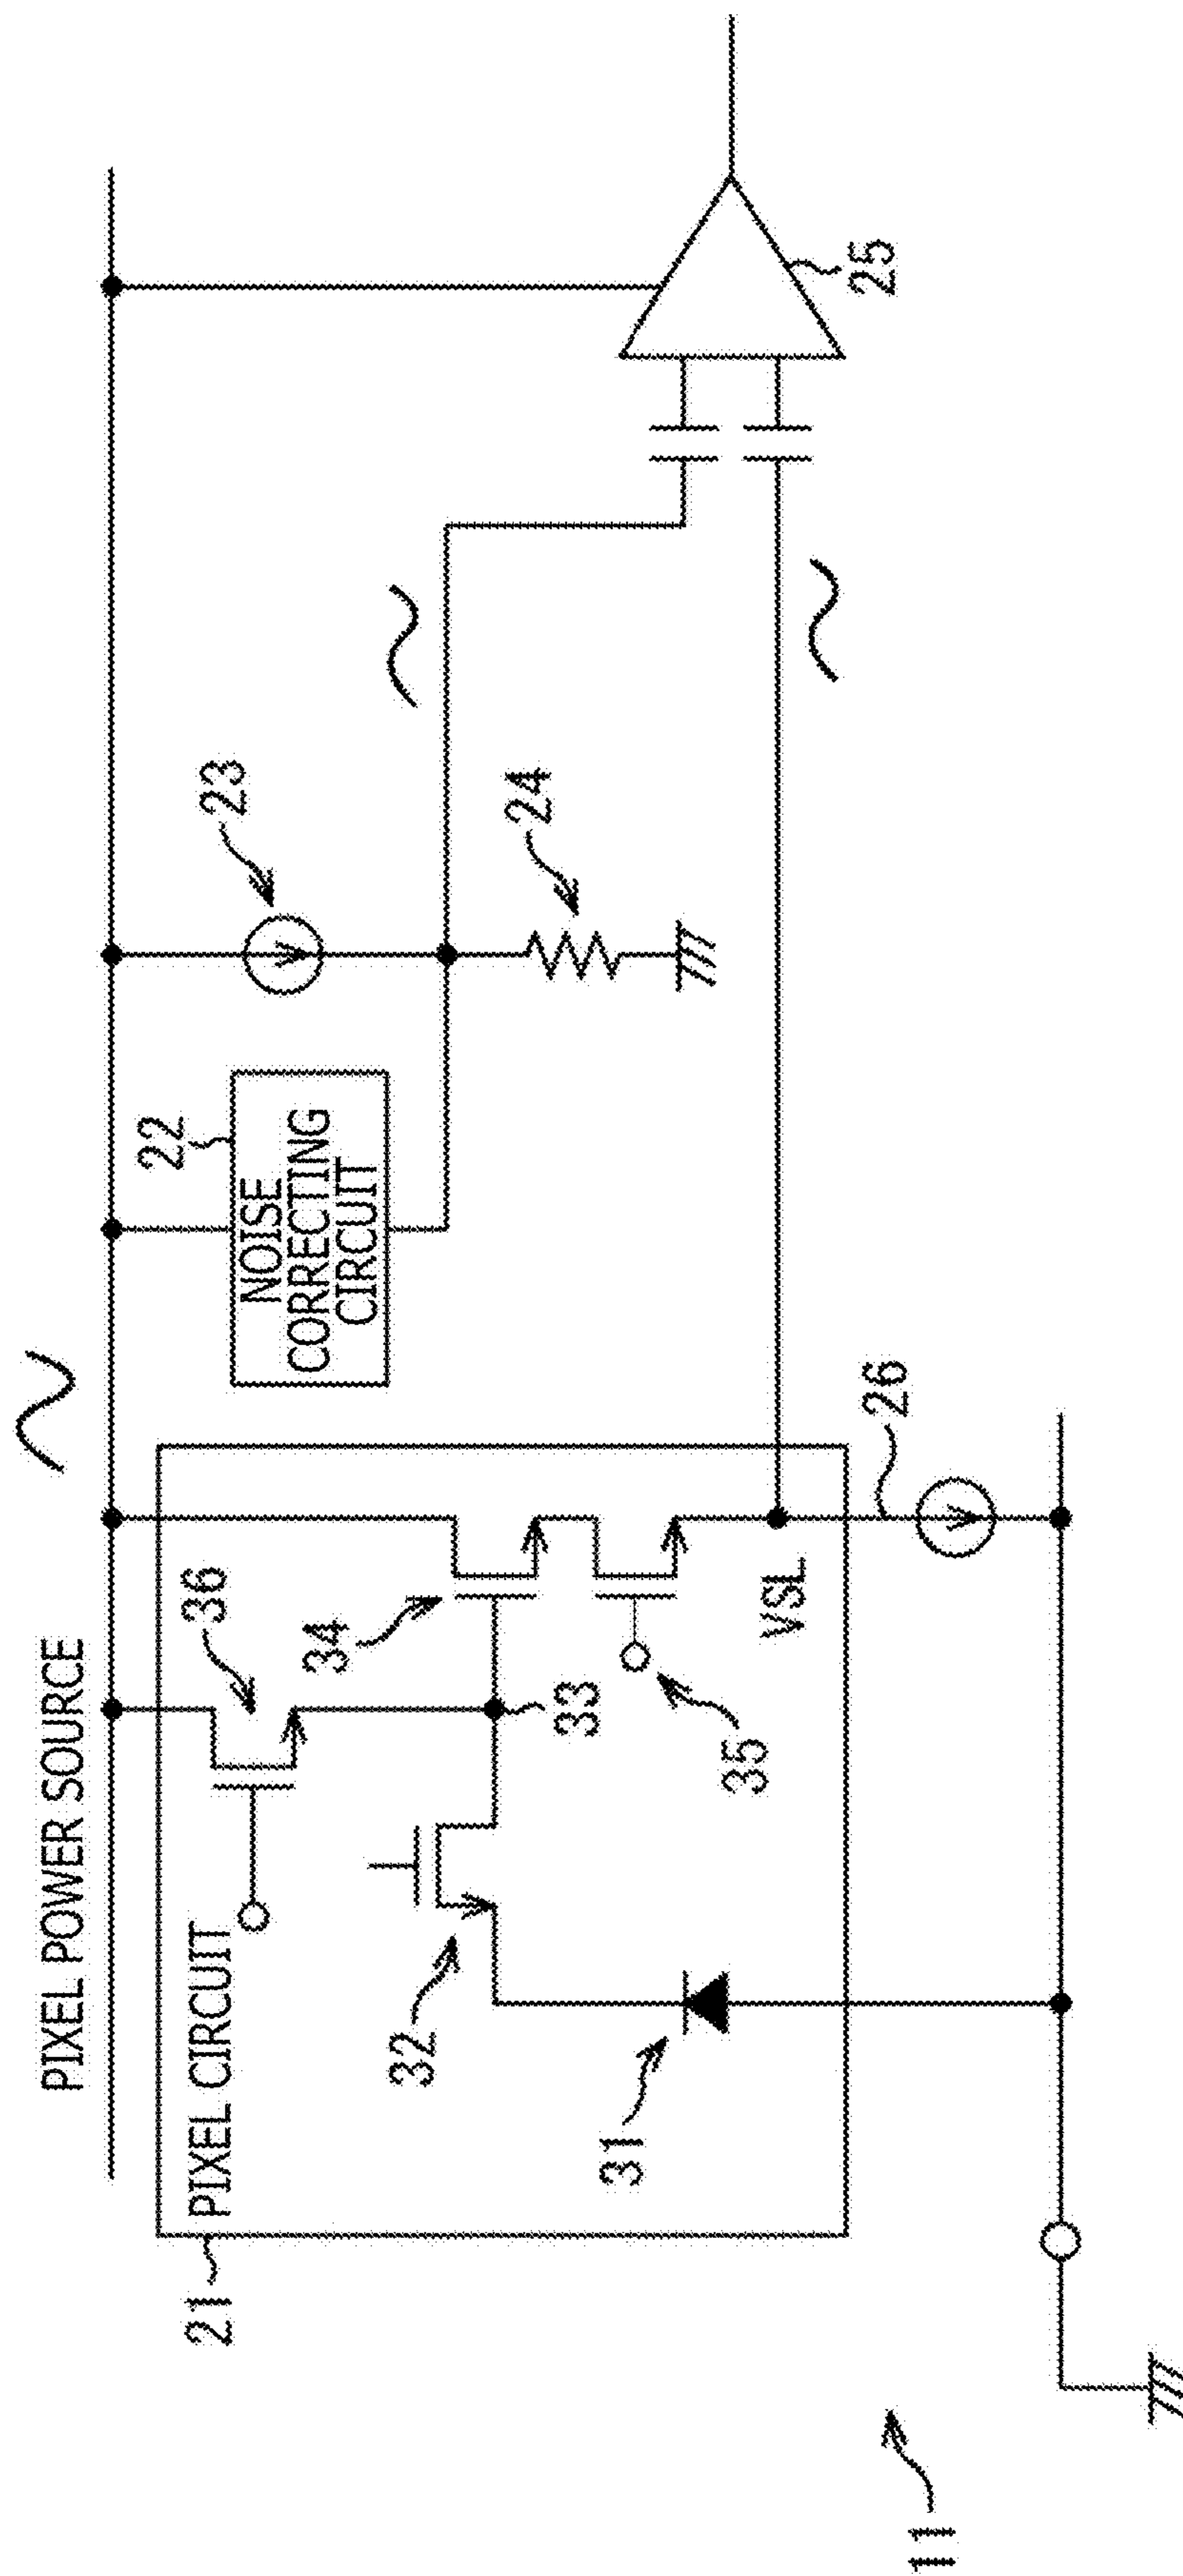 PIXEL POWER SOURCE
PIXEL CIRCUIT
21
36
34
33
32
35
31
VSL
26
22
NOISE
CORRECTING
CIRCUIT
23
24
25
11